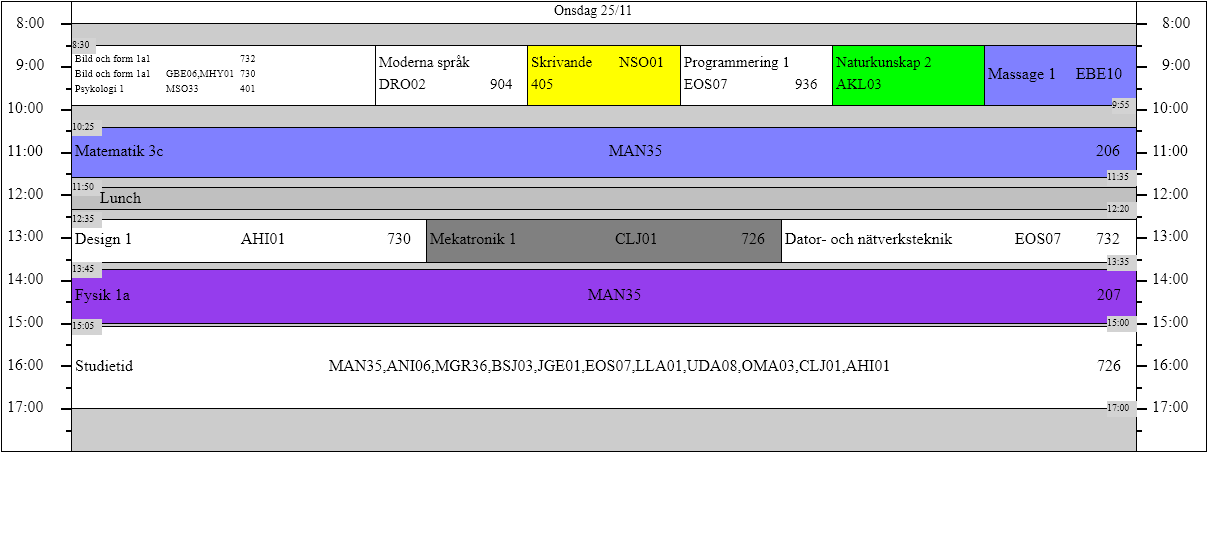 Onsdag 25/11
8:00 8:00
8:30
Bild och form 1a1 732
Bild och form 1a1 GBE06,MHY01 730
Psykologi 1 MSO33 401
Moderna språk
DRO02 904
Skrivande NSO01
405
Programmering 1
EOS07 936
Naturkunskap 2
AKL03
Massage 1 EBE10
9:00 9:00
9:55
10:00 10:00
10:25
Matematik 3c MAN35 206
11:00 11:00
11:35
11:50
Lunch
12:00 12:00
12:20
12:35
Design 1 AHI01 730
Mekatronik 1 CLJ01 726
Dator- och nätverksteknik EOS07 732
13:00 13:00
13:35
13:45
14:00 14:00
Fysik 1a MAN35 207
15:00 15:00
15:00
15:05
Studietid MAN35,ANI06,MGR36,BSJ03,JGE01,EOS07,LLA01,UDA08,OMA03,CLJ01,AHI01 726
16:00 16:00
17:00
17:00 17:00